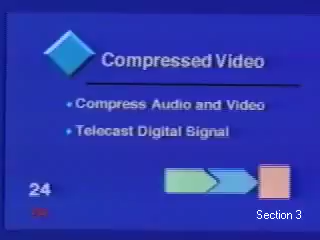 Compressed Video
• Compress Audio and Video
• Telecast Digital Signal
24
Section 3